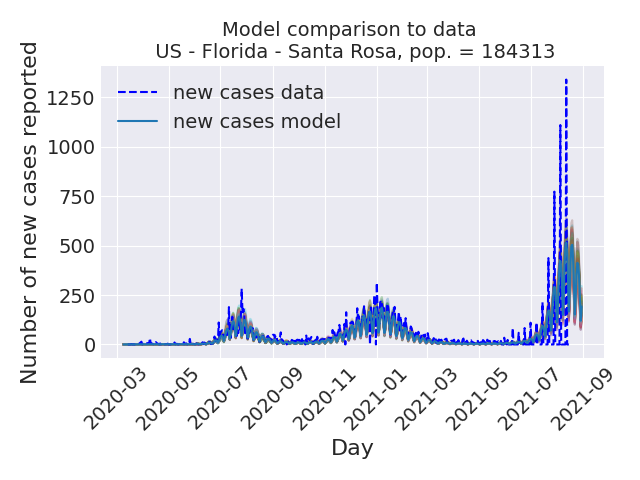 Model comparison to data
US - Florida - Santa Rosa, pop. = 184313
Number of new cases reported
1250
1000
750
500
250
0
new cases data
new cases model
2020-03
2020-05
2020-07
2020-09
2020-11
2021-01
2021-03
2021-05
2021-07
2021-09
Day